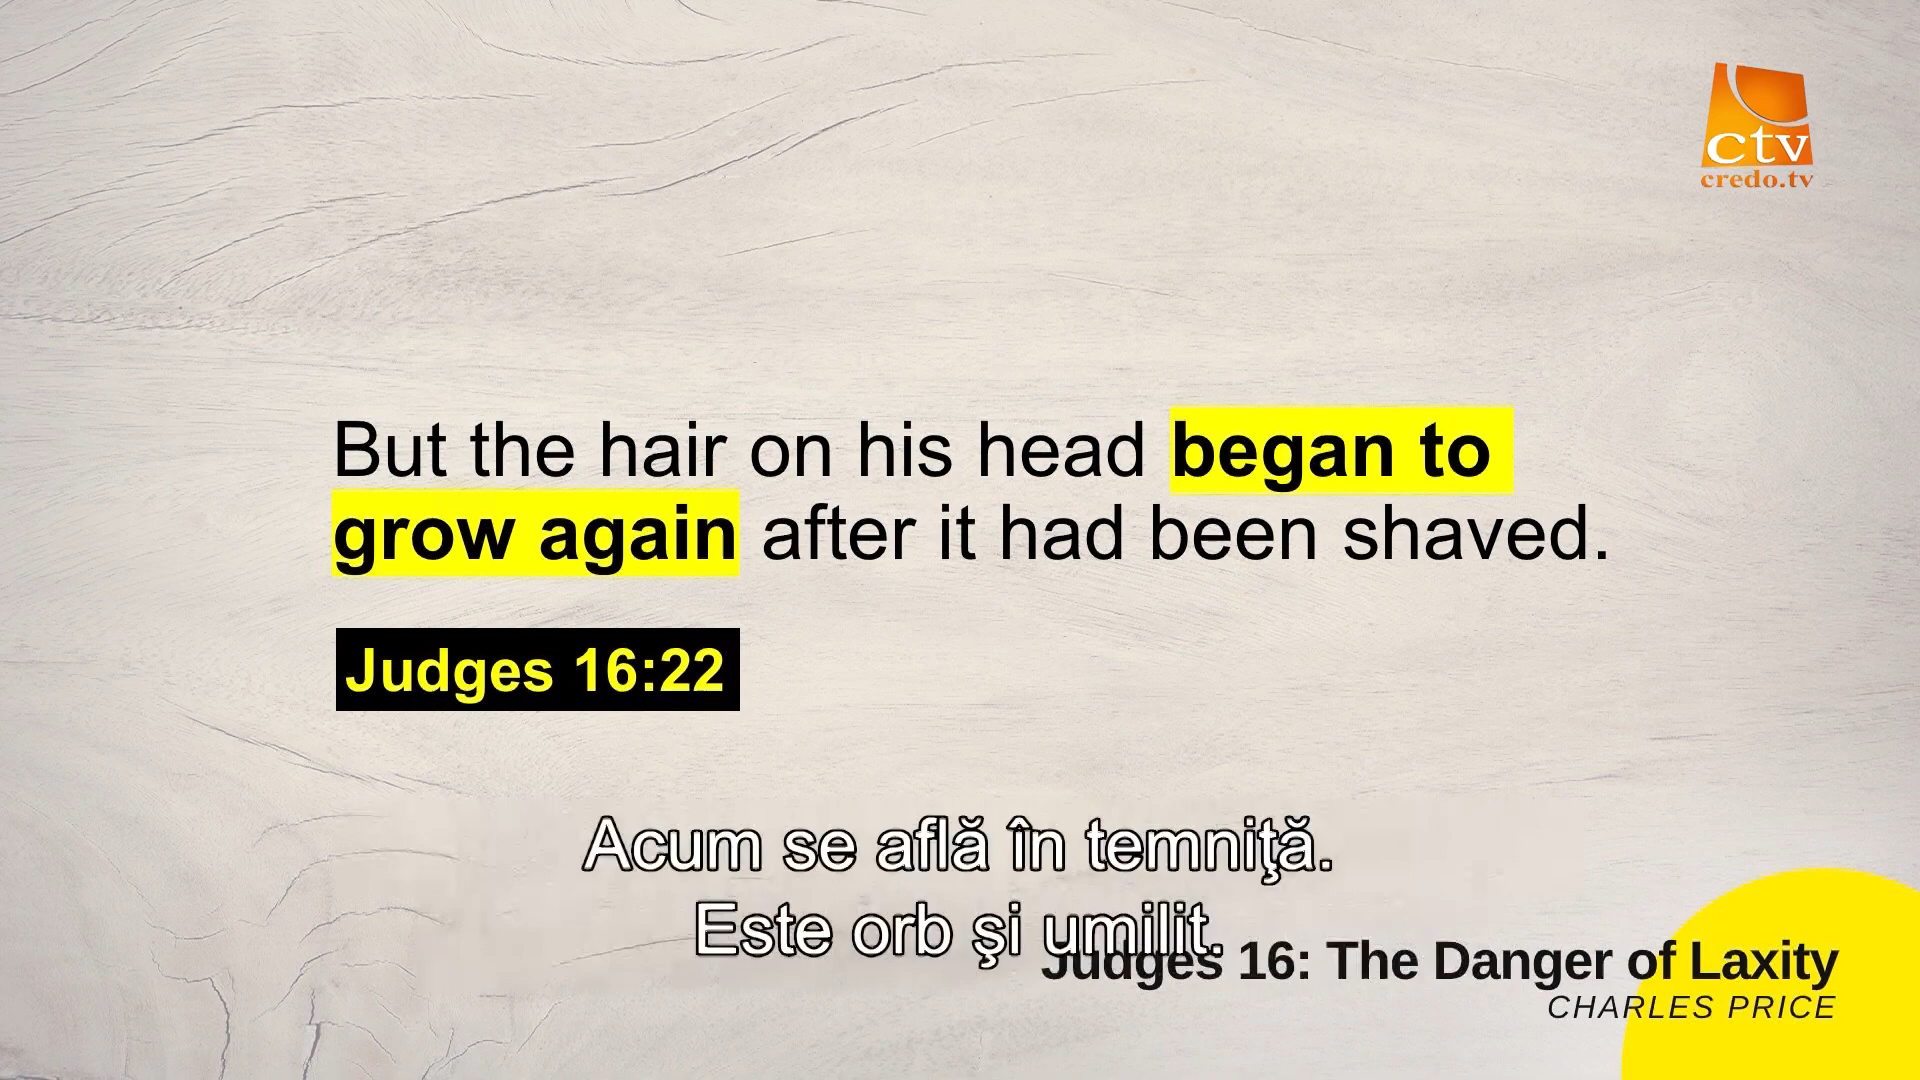 ctv
credo.tv
But the hair on his head began to
grow again after it had been shaved.
Judges 16:22
Acum se află în temniţă.
Este orb şi umilit.
Judges 16: The Danger of Laxity
CHARLES PRICE